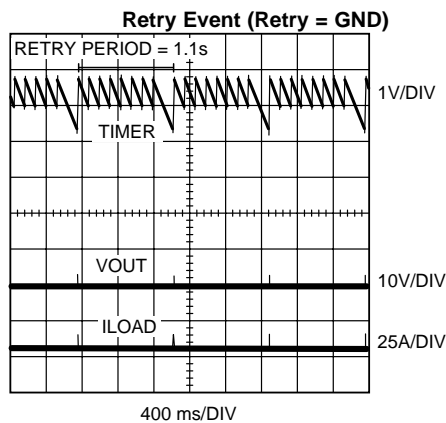 Retry Event (Retry = GND)
RETRY PERIOD = 1.1s
1V/DIV
TIMER
VOUT
10V/DIV
ILOAD
25A/DIV
400 ms/DIV